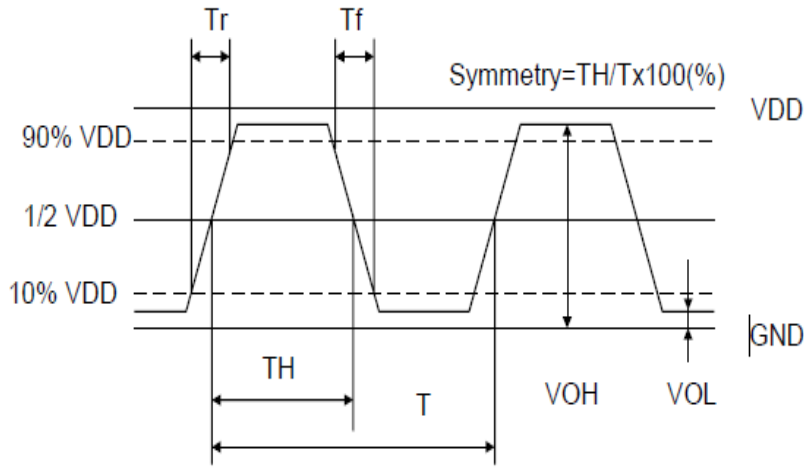 Tr
Tf
Symmetry=TH/Tx100(%)
VDD
90% VDD
1/2 VDD
10% VDD
GND
TH
T
VOH
VOL